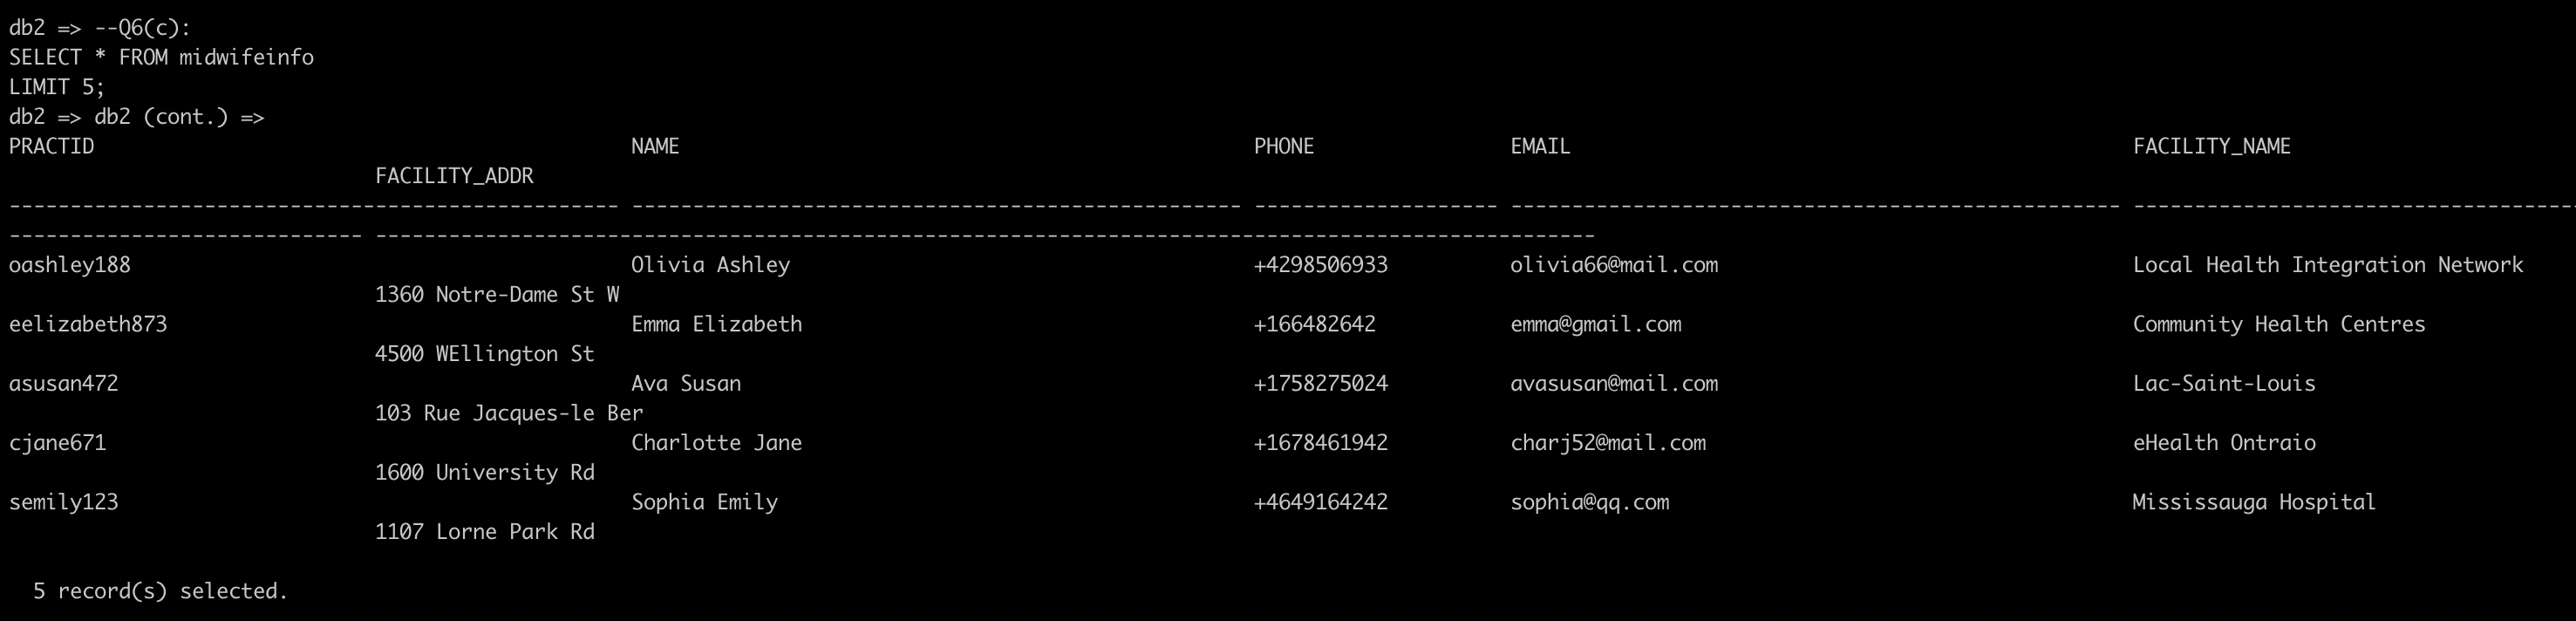 db2 => --Q6(c):
SELECT * FROM midwifeinfo
LIMIT 5;
db2 => db2 (cont.) =>
PRACTID NAME PHONE EMAIL FACILITY_NAME
FACILITY_ADDR
-------------------------------------------------- -------------------------------------------------- -------------------- -------------------------------------------------- ------------------------------------
----------------------------- ----------------------------------------------------------------------------------------------------
oashley188 Olivia Ashley +4298506933 olivia66@mail.com Local Health Integration Network
1360 Notre-Dame St W
eelizabeth873 Emma Elizabeth +166482642 emma@gmail.com Community Health Centres
4500 WEllington St
asusan472 Ava Susan +1758275024 avasusan@mail.com Lac-Saint-Louis
103 Rue Jacques-le Ber
cjane671 Charlotte Jane +1678461942 charj52@mail.com eHealth Ontraio
1600 University Rd
semily123 Sophia Emily +4649164242 sophia@qq.com Mississauga Hospital
1107 Lorne Park Rd
5 record(s) selected.